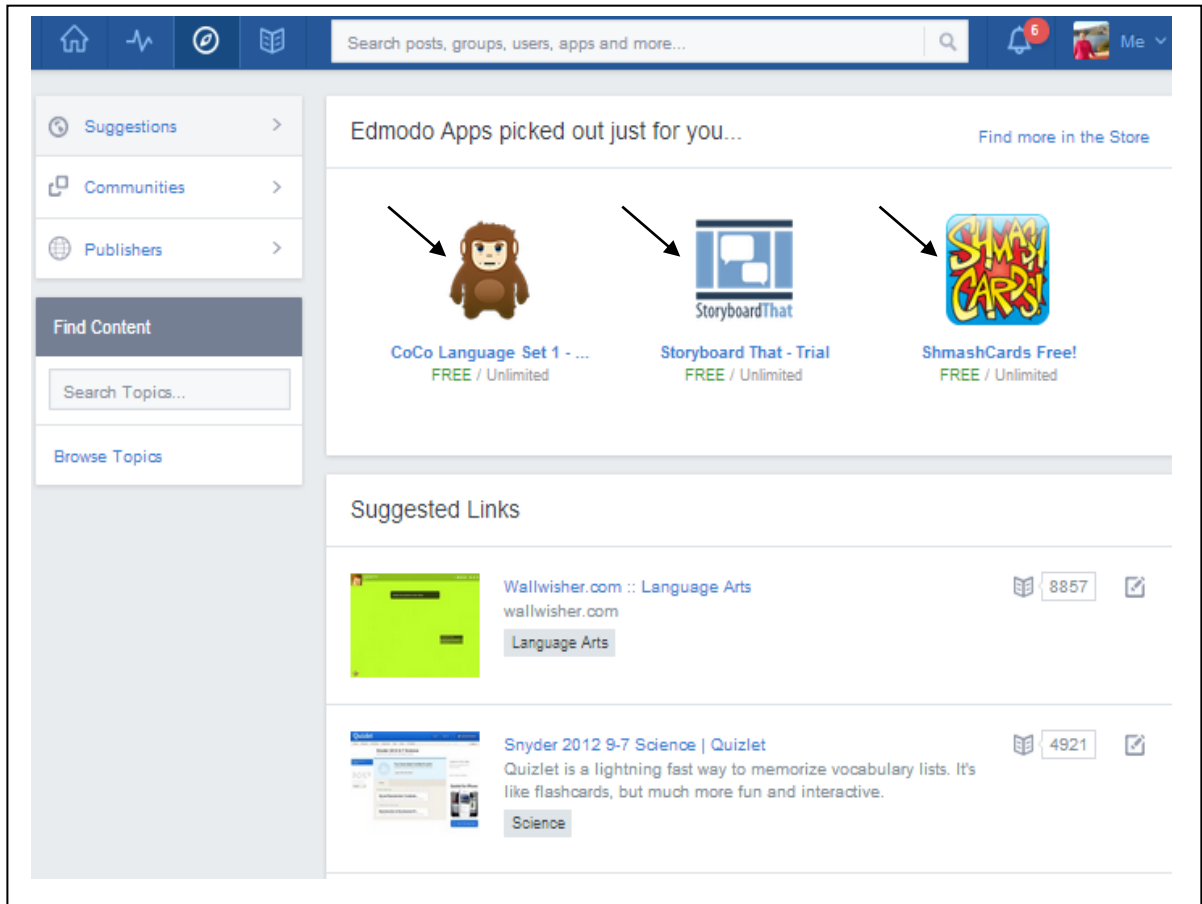 Search posts, groups, users, apps and more...
6
Me
Suggestions
Communities
Publishers
Find Content
Search Topics...
Browse Topics
Edmodo Apps picked out just for you...
Find more in the Store
StoryboardThat
SHMASH
CARDS!
CoCo Language Set 1 - ...
FREE / Unlimited
Storyboard That - Trial
FREE / Unlimited
ShmashCards Free!
FREE / Unlimited
Suggested Links
Wallwisher.com :: Language Arts
wallwisher.com
Language Arts
8857
Quizlet
Snyder 2012 9-7 Science | Quizlet
Quizlet is a lightning fast way to memorize vocabulary lists. It's
like flashcards, but much more fun and interactive.
Science
4921